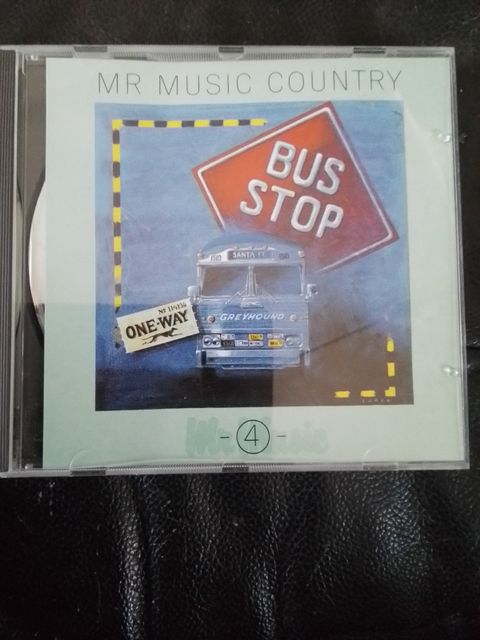 MR MUSIC COUNTRY
BUS
STOP
SANTA FE
ONE-WAY
GREYHOUND
- 4 -